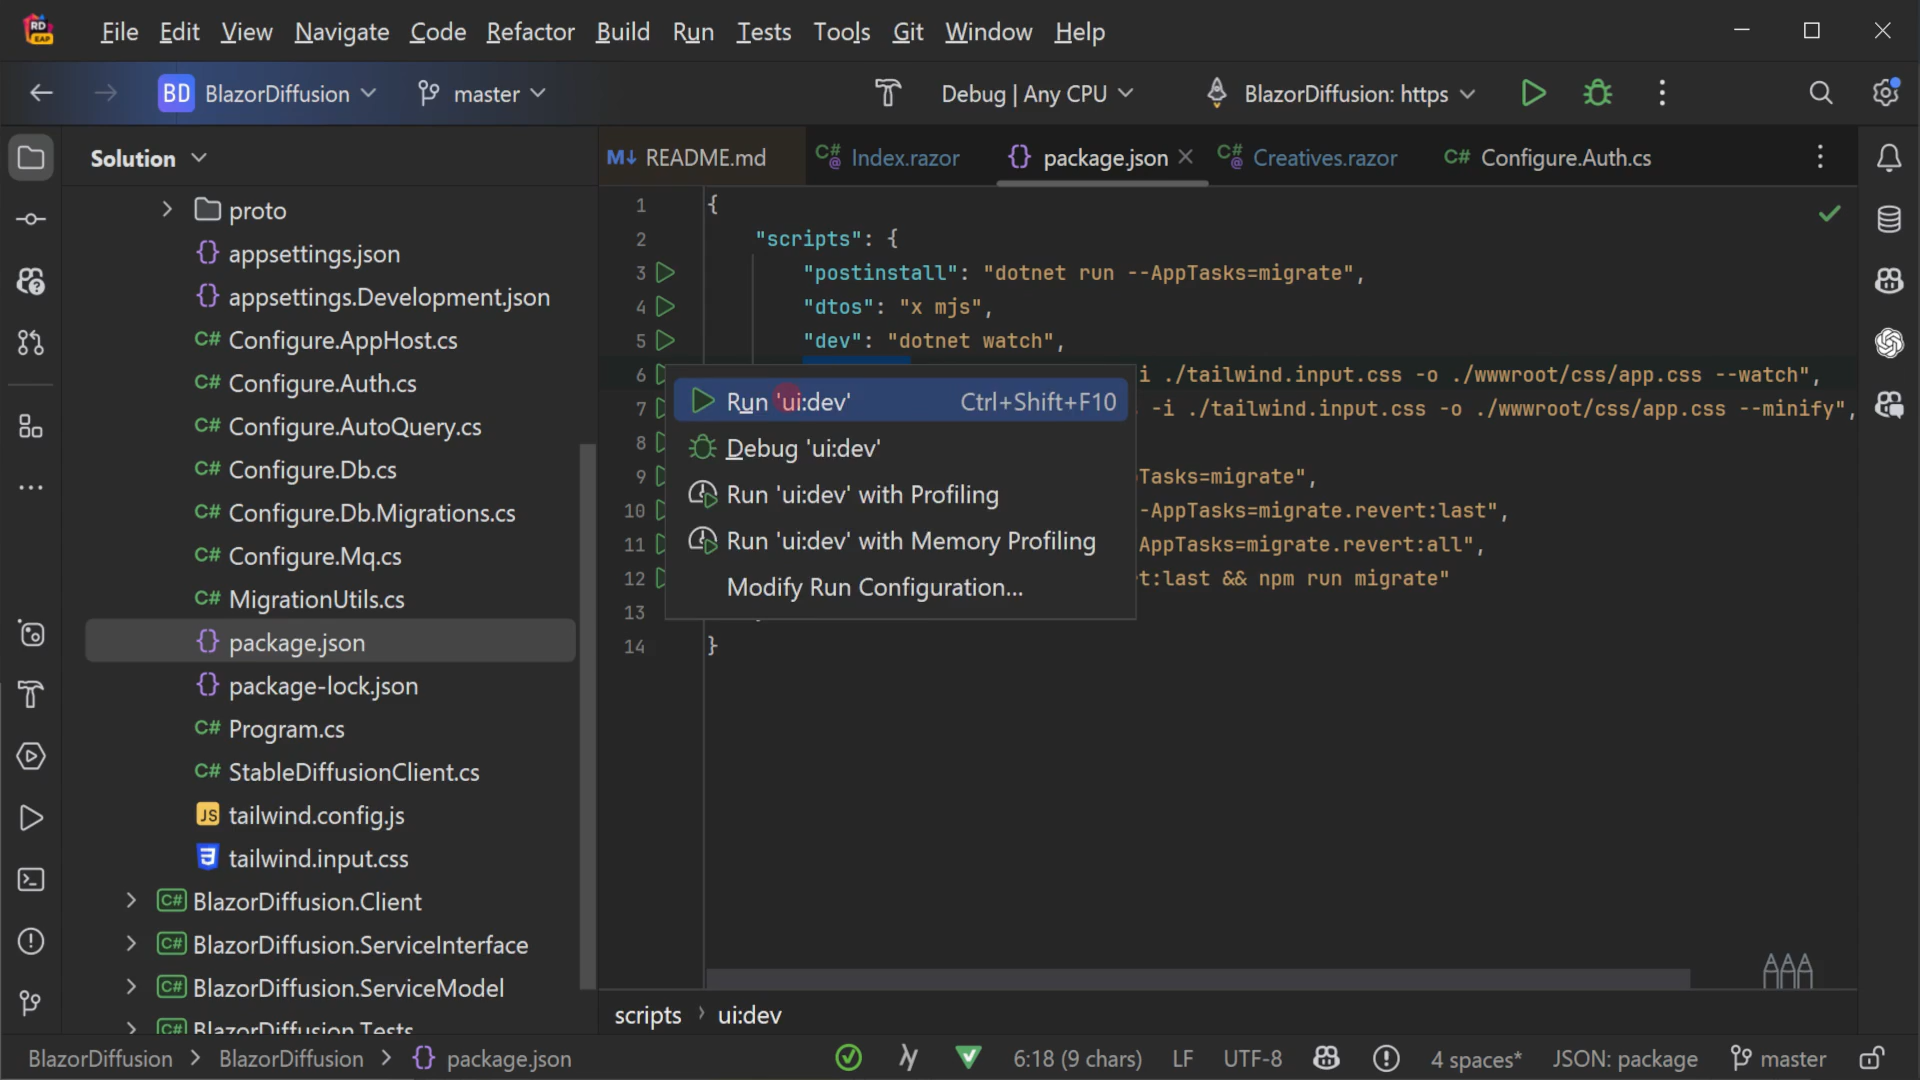 File Edit View Navigate Code Refactor Build Run Tests Tools Git Window Help
RD EAP
BD BlazorDiffusion master Debug | Any CPU BlazorDiffusion: https
Solution
M↓ README.md C# Index.razor {} package.json C# Creatives.razor C# Configure.Auth.cs
proto
{} appsettings.json
{} appsettings.Development.json
C# Configure.AppHost.cs
C# Configure.Auth.cs
C# Configure.AutoQuery.cs
C# Configure.Db.cs
C# Configure.Db.Migrations.cs
C# Configure.Mq.cs
C# MigrationUtils.cs
{} package.json
{} package-lock.json
C# Program.cs
C# StableDiffusionClient.cs
JS tailwind.config.js
tailwind.input.css
C# BlazorDiffusion.Client
C# BlazorDiffusion.ServiceInterface
C# BlazorDiffusion.ServiceModel
C# BlazorDiffusion.Tests
1 {
2 "scripts": {
3 "postinstall": "dotnet run --AppTasks=migrate",
4 "dtos": "x mjs",
5 "dev": "dotnet watch",
6 i ./tailwind.input.css -o ./wwwroot/css/app.css --watch",
7 -i ./tailwind.input.css -o ./wwwroot/css/app.css --minify",
8
9 Tasks=migrate",
10 -AppTasks=migrate.revert:last",
11 AppTasks=migrate.revert:all",
12 t:last && npm run migrate"
13
14 }
Run 'ui:dev' Ctrl+Shift+F10
Debug 'ui:dev'
Run 'ui:dev' with Profiling
Run 'ui:dev' with Memory Profiling
Modify Run Configuration...
scripts › ui:dev
BlazorDiffusion > BlazorDiffusion > {} package.json 6:18 (9 chars) LF UTF-8 4 spaces* JSON: package master